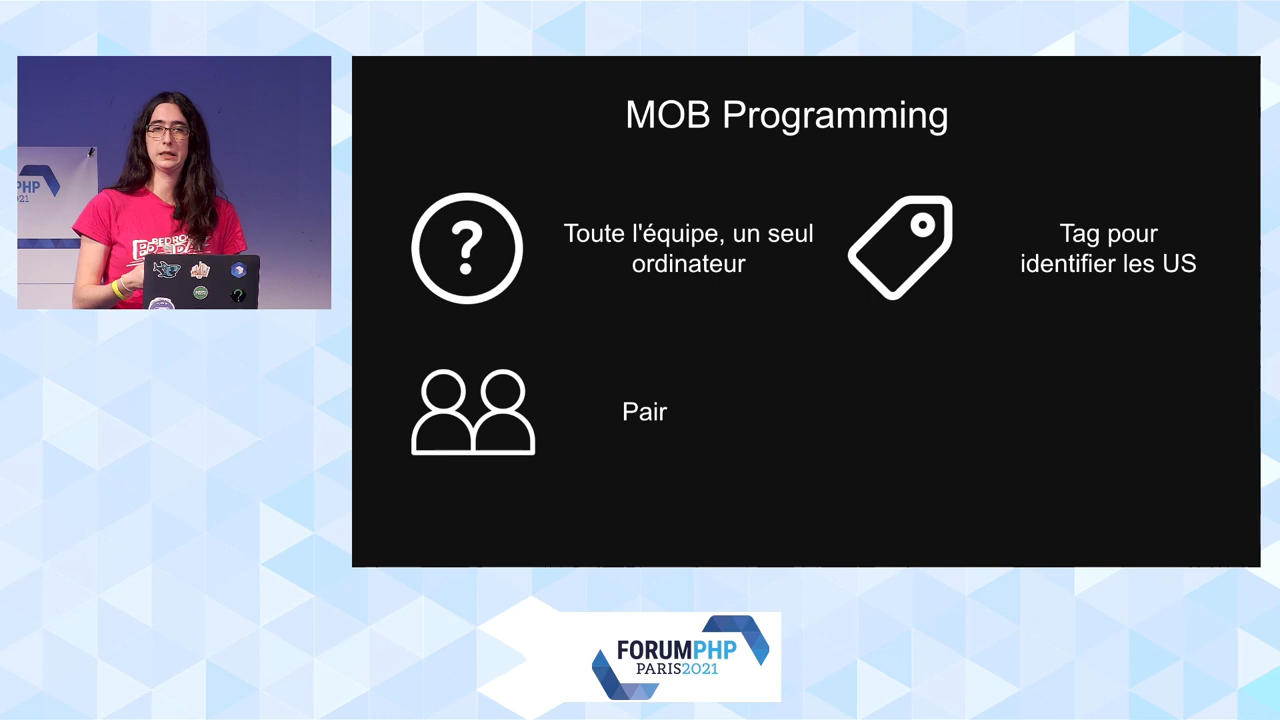 MOB Programming
Toute l'équipe, un seul
ordinateur
Tag pour
identifier les US
Pair
FORUMPHP
PARIS2021